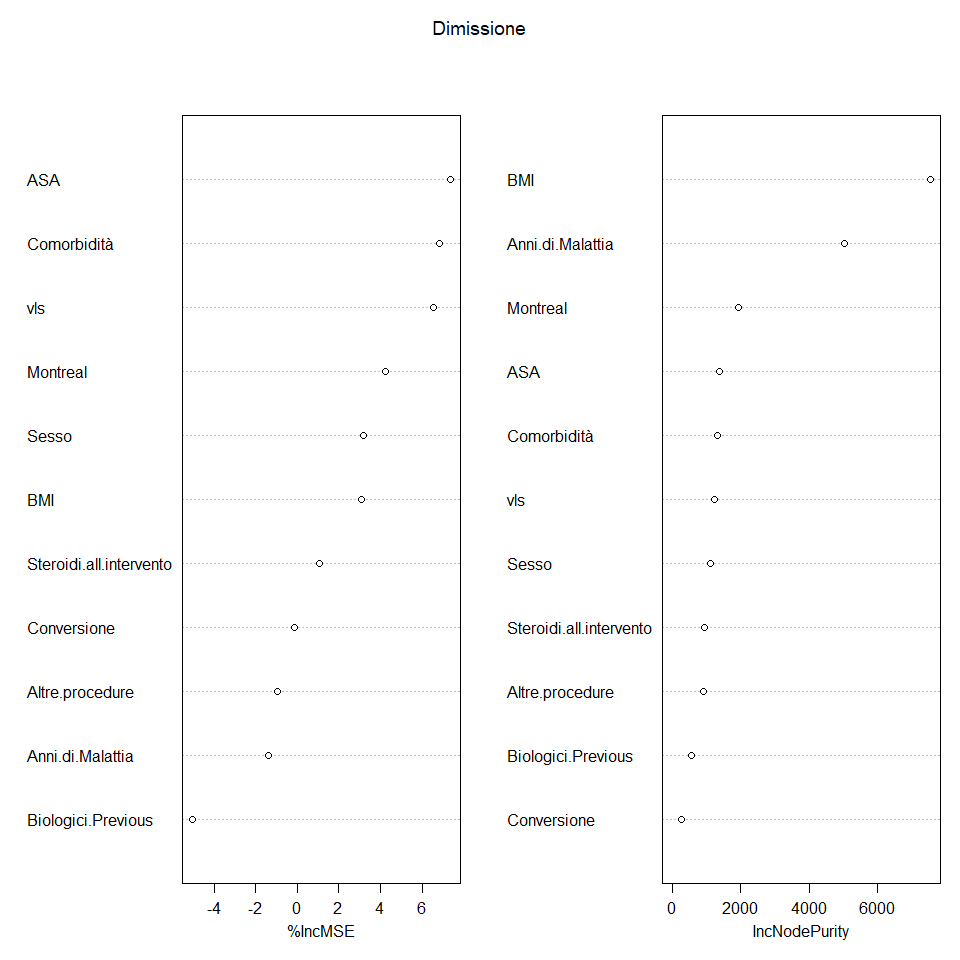 Dimissione
ASA
Comorbidità
vls
Montreal
Sesso
BMI
Steroidi.all.intervento
Conversione
Altre.procedure
Anni.di.Malattia
Biologici.Previous
-4 -2 0 2 4 6
%IncMSE
BMI
Anni.di.Malattia
Montreal
ASA
Comorbidità
vls
Sesso
Steroidi.all.intervento
Altre.procedure
Biologici.Previous
Conversione
0 2000 4000 6000
IncNodePurity